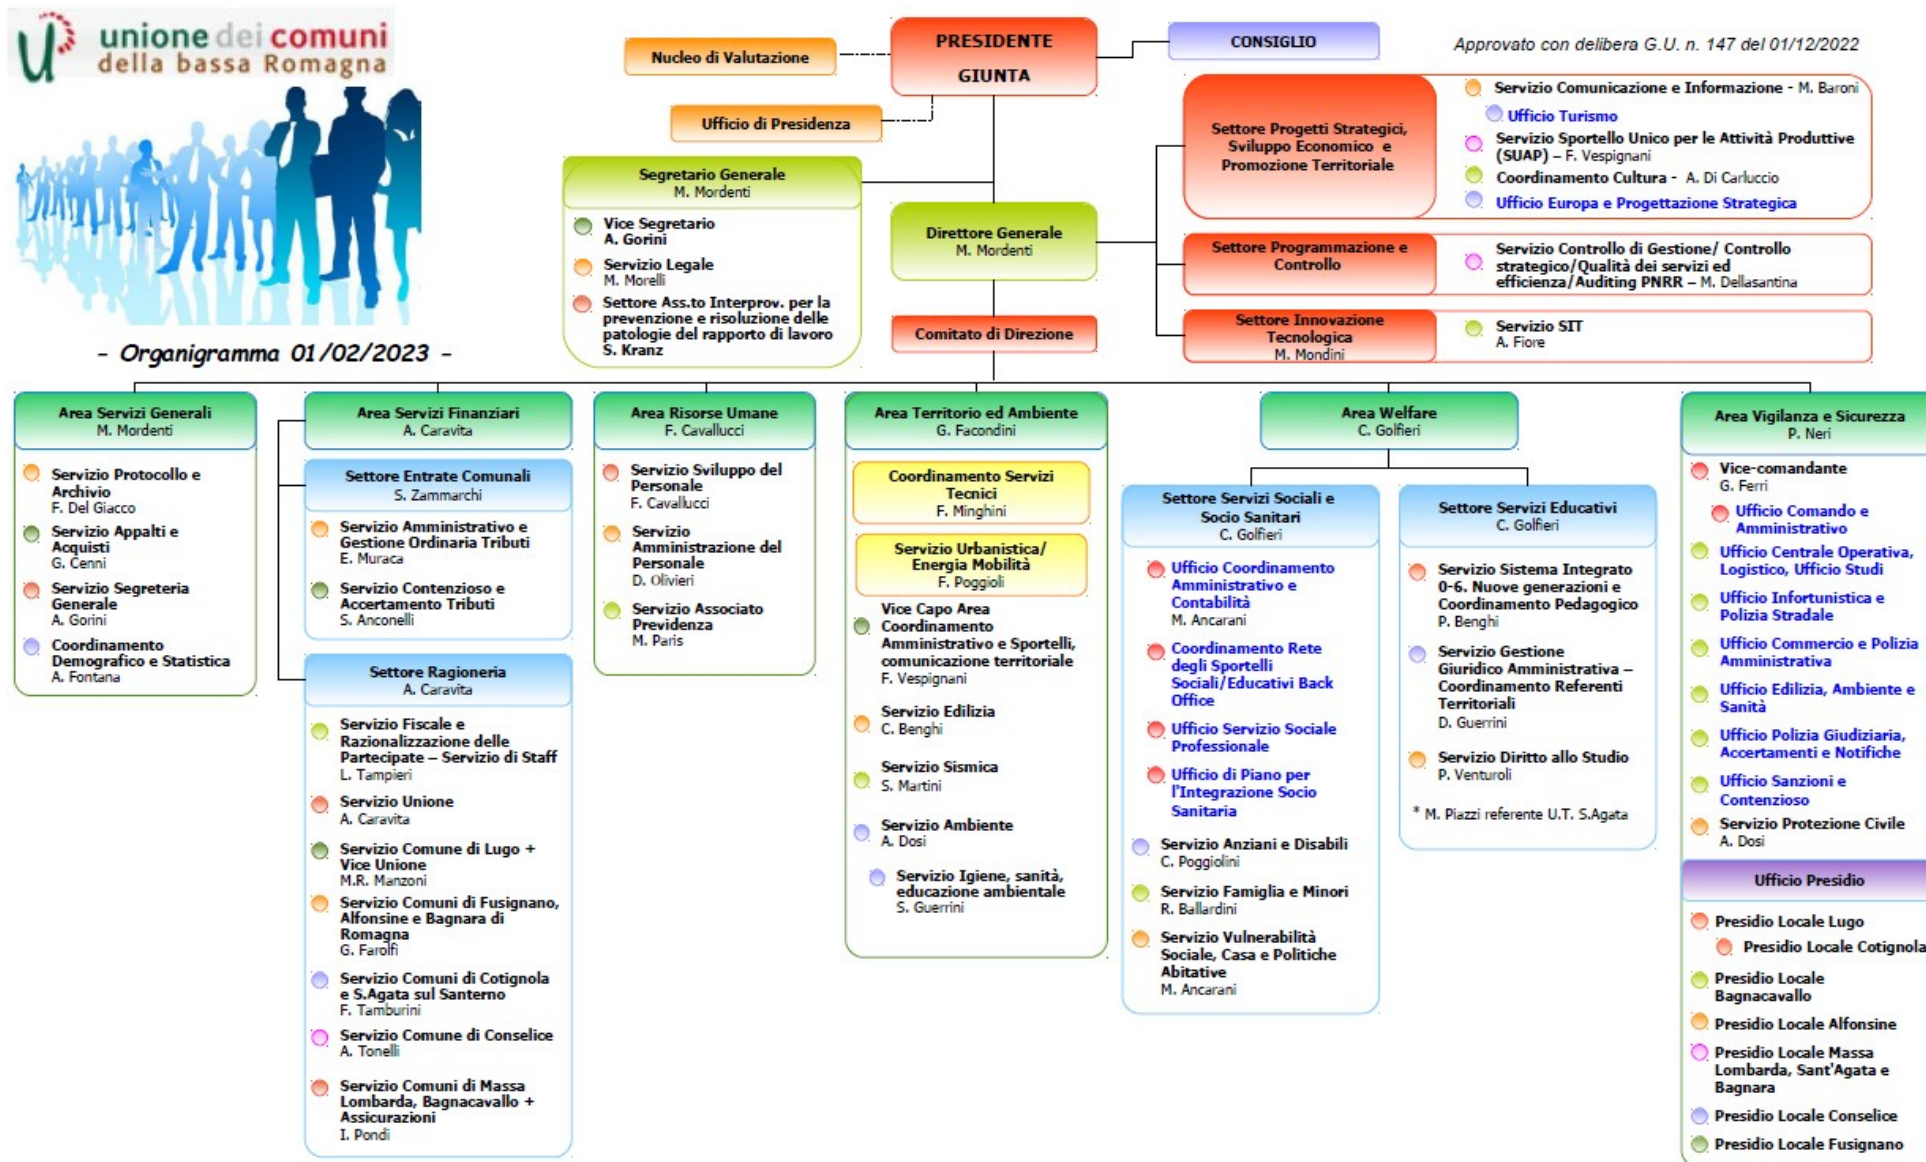 unione dei comuni
della bassa Romagna
- Organigramma 01/02/2023 -
Nucleo di Valutazione
Ufficio di Presidenza
PRESIDENTE
GIUNTA
CONSIGLIO
Approvato con delibera G.U. n. 147 del 01/12/2022
Segretario Generale
M. Mordenti
Vice Segretario
A. Gorini
Servizio Legale
M. Morelli
Settore Ass.to Interprov. per la
prevenzione e risoluzione delle
patologie del rapporto di lavoro
S. Kranz
Direttore Generale
M. Mordenti
Comitato di Direzione
Settore Progetti Strategici,
Sviluppo Economico e
Promozione Territoriale
Servizio Comunicazione e Informazione - M. Baroni
Ufficio Turismo
Servizio Sportello Unico per le Attività Produttive
(SUAP) – F. Vespignani
Coordinamento Cultura - A. Di Carluccio
Ufficio Europa e Progettazione Strategica
Settore Programmazione e
Controllo
Servizio Controllo di Gestione/ Controllo
strategico/Qualità dei servizi ed
efficienza/Auditing PNRR – M. Dellasantina
Settore Innovazione
Tecnologica
M. Mondini
Servizio SIT
A. Fiore
Area Servizi Generali
M. Mordenti
Servizio Protocollo e
Archivio
F. Del Giacco
Servizio Appalti e
Acquisti
G. Cenni
Servizio Segreteria
Generale
A. Gorini
Coordinamento
Demografico e Statistica
A. Fontana
Area Servizi Finanziari
A. Caravita
Settore Entrate Comunali
S. Zammarchi
Servizio Amministrativo e
Gestione Ordinaria Tributi
E. Muraca
Servizio Contenzioso e
Accertamento Tributi
S. Anconelli
Settore Ragioneria
A. Caravita
Servizio Fiscale e
Razionalizzazione delle
Partecipate – Servizio di Staff
L. Tampieri
Servizio Unione
A. Caravita
Servizio Comune di Lugo +
Vice Unione
M.R. Manzoni
Servizio Comuni di Fusignano,
Alfonsine e Bagnara di
Romagna
G. Farolfi
Servizio Comuni di Cotignola
e S.Agata sul Santerno
F. Tamburini
Servizio Comune di Conselice
A. Tonelli
Servizio Comuni di Massa
Lombarda, Bagnacavallo +
Assicurazioni
I. Pondi
Area Risorse Umane
F. Cavallucci
Servizio Sviluppo del
Personale
F. Cavallucci
Servizio
Amministrazione del
Personale
D. Olivieri
Servizio Associato
Previdenza
M. Paris
Area Territorio ed Ambiente
G. Facondini
Coordinamento Servizi
Tecnici
F. Minghini
Servizio Urbanistica/
Energia Mobilità
F. Poggioli
Vice Capo Area
Coordinamento
Amministrativo e Sportelli,
comunicazione territoriale
F. Vespignani
Servizio Edilizia
C. Benghi
Servizio Sismica
S. Martini
Servizio Ambiente
A. Dosi
Servizio Igiene, sanità,
educazione ambientale
S. Guerrini
Area Welfare
C. Golfieri
Settore Servizi Sociali e
Socio Sanitari
C. Golfieri
Ufficio Coordinamento
Amministrativo e
Contabilità
M. Ancarani
Coordinamento Rete
degli Sportelli
Sociali/Educativi Back
Office
Ufficio Servizio Sociale
Professionale
Ufficio di Piano per
l'Integrazione Socio
Sanitaria
Servizio Anziani e Disabili
C. Poggiolini
Servizio Famiglia e Minori
R. Ballardini
Servizio Vulnerabilità
Sociale, Casa e Politiche
Abitative
M. Ancarani
Settore Servizi Educativi
C. Golfieri
Servizio Sistema Integrato
0-6. Nuove generazioni e
Coordinamento Pedagogico
P. Benghi
Servizio Gestione
Giuridico Amministrativa –
Coordinamento Referenti
Territoriali
D. Guerrini
Servizio Diritto allo Studio
P. Venturoli
* M. Piazzi referente U.T. S.Agata
Area Vigilanza e Sicurezza
P. Neri
Vice-comandante
G. Ferri
Ufficio Comando e
Amministrativo
Ufficio Centrale Operativa,
Logistico, Ufficio Studi
Ufficio Infortunistica e
Polizia Stradale
Ufficio Commercio e Polizia
Amministrativa
Ufficio Edilizia, Ambiente e
Sanità
Ufficio Polizia Giudiziaria,
Accertamenti e Notifiche
Ufficio Sanzioni e
Contenzioso
Servizio Protezione Civile
A. Dosi
Ufficio Presidio
Presidio Locale Lugo
Presidio Locale Cotignola
Presidio Locale
Bagnacavallo
Presidio Locale Alfonsine
Presidio Locale Massa
Lombarda, Sant'Agata e
Bagnara
Presidio Locale Conselice
Presidio Locale Fusignano